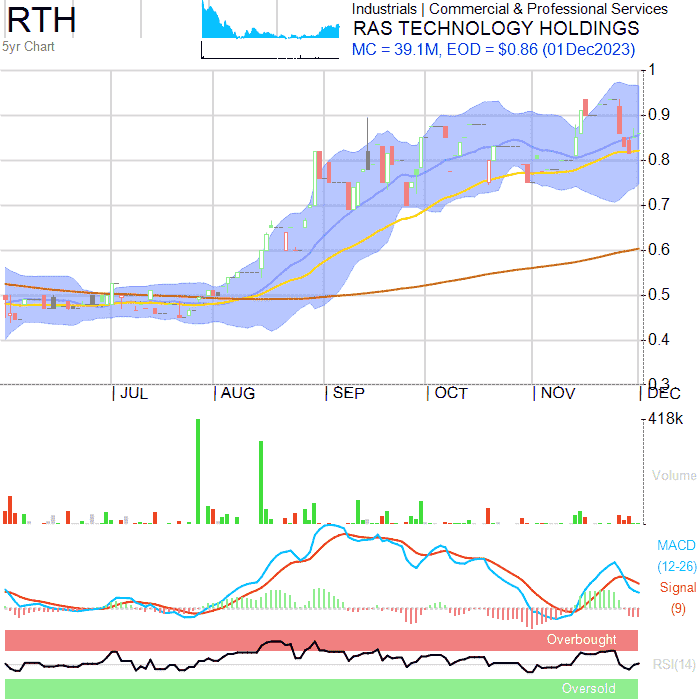 RTH
5yr Chart
Industrials | Commercial & Professional Services
RAS TECHNOLOGY HOLDINGS
MC = 39.1M, EOD = $0.86 (01Dec2023)
1
0.9
0.8
0.7
0.6
0.5
0.4
0.3
JUL
AUG
SEP
OCT
NOV
DEC
418k
Volume
MACD
(12-26)
Signal
(9)
Overbought
RSI(14)
Oversold